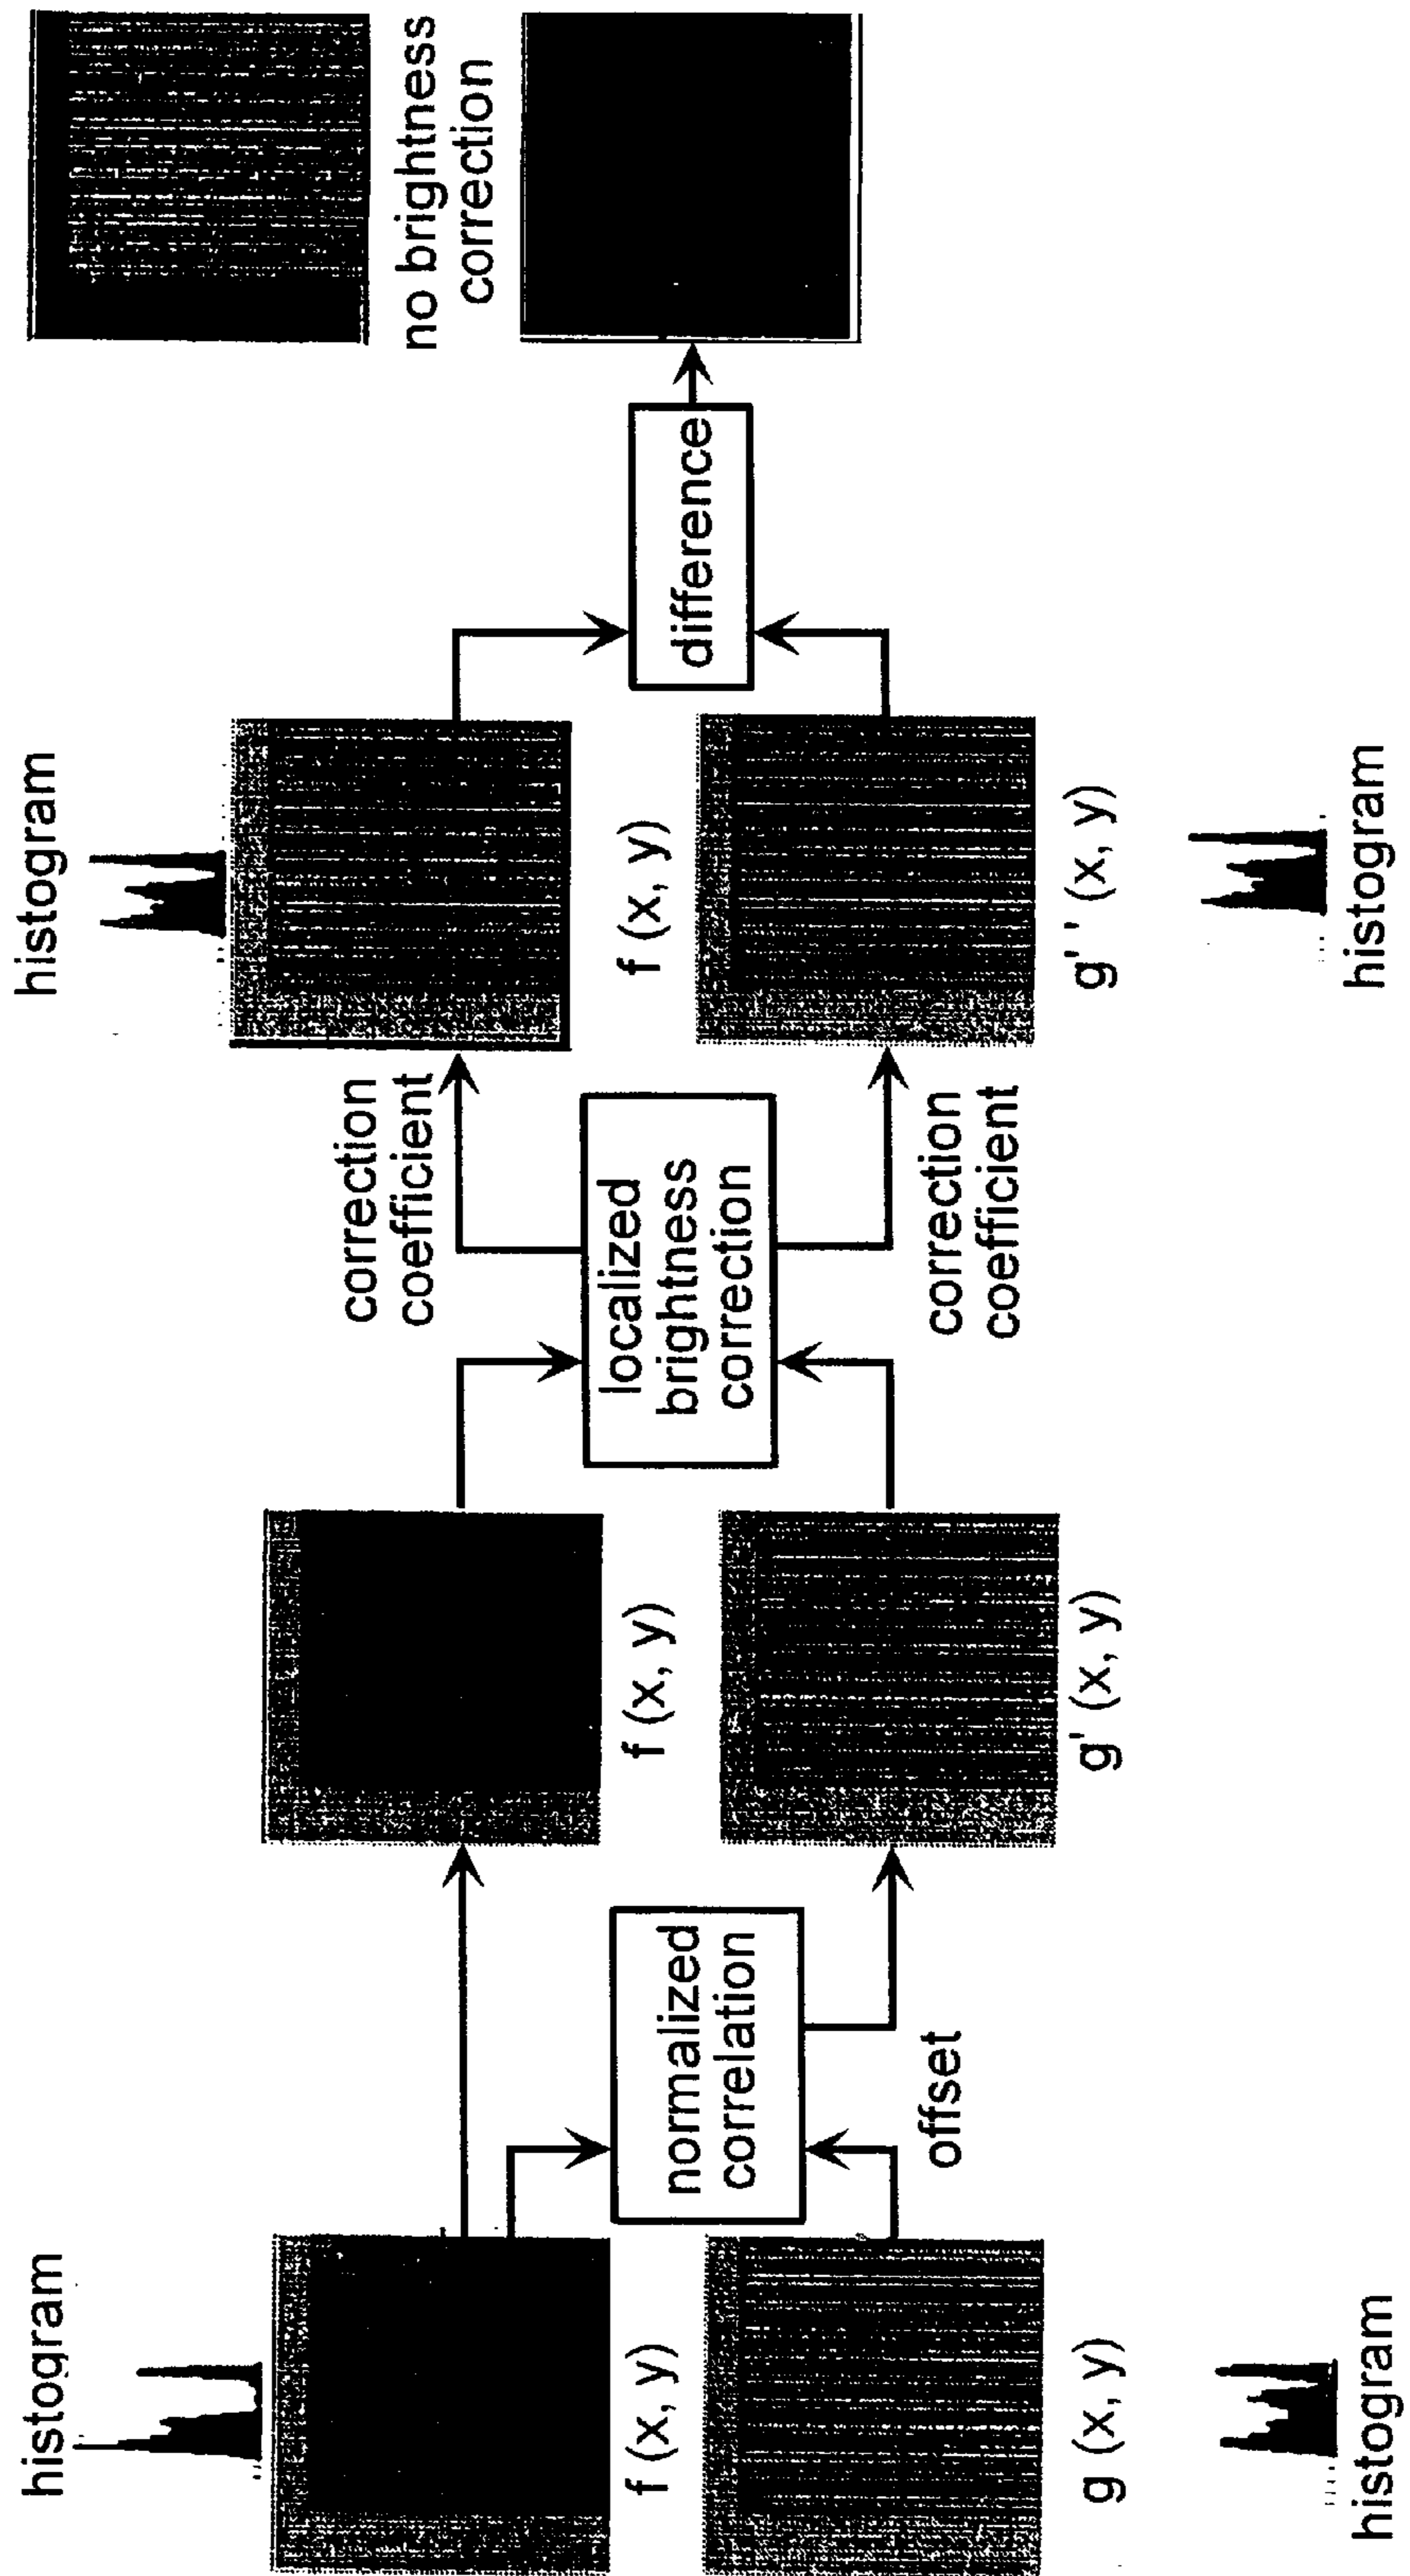 histogram
f (x, y)
g (x, y)
histogram
normalized
correlation
offset
f (x, y)
g' (x, y)
localized
brightness
correction
correction
coefficient
correction
coefficient
histogram
f (x, y)
g' ' (x, y)
histogram
difference
no brightness
correction